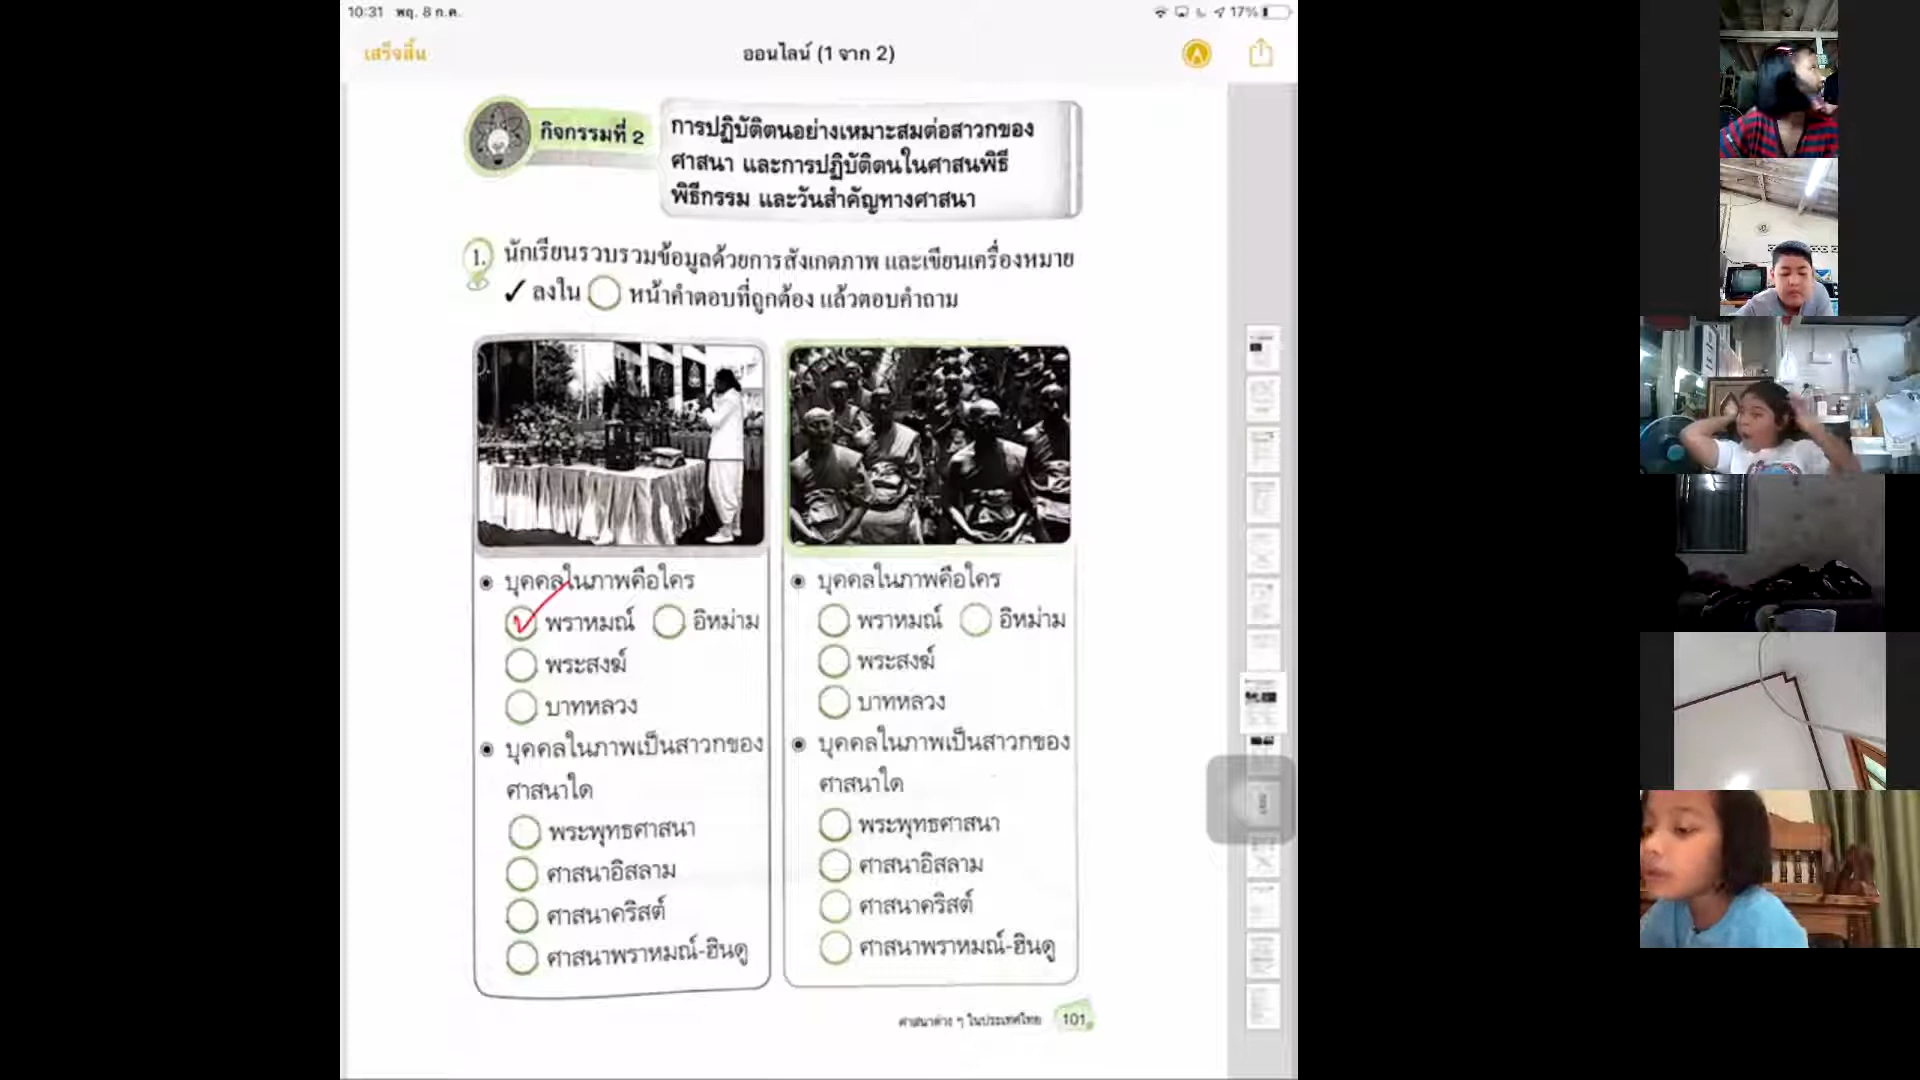 10:31 พฤ. 8 ก.ค.
17%
เสร็จสิ้น
ออนไลน์ (1 จาก 2)
กิจกรรมที่ 2
การปฏิบัติตนอย่างเหมาะสมต่อสาวกของ
ศาสนา และการปฏิบัติตนในศาสนพิธี
พิธีกรรม และวันสำคัญทางศาสนา
1. นักเรียนรวบรวมข้อมูลด้วยการสังเกตภาพ และเขียนเครื่องหมาย
✓ ลงใน ◯ หน้าคำตอบที่ถูกต้อง แล้วตอบคำถาม
บุคคลในภาพคือใคร
พราหมณ์ อิหม่าม
พระสงฆ์
บาทหลวง
บุคคลในภาพเป็นสาวกของ
ศาสนาใด
พระพุทธศาสนา
ศาสนาอิสลาม
ศาสนาคริสต์
ศาสนาพราหมณ์-ฮินดู
บุคคลในภาพคือใคร
พราหมณ์ อิหม่าม
พระสงฆ์
บาทหลวง
บุคคลในภาพเป็นสาวกของ
ศาสนาใด
พระพุทธศาสนา
ศาสนาอิสลาม
ศาสนาคริสต์
ศาสนาพราหมณ์-ฮินดู
ศาสนาต่าง ๆ ในประเทศไทย 101